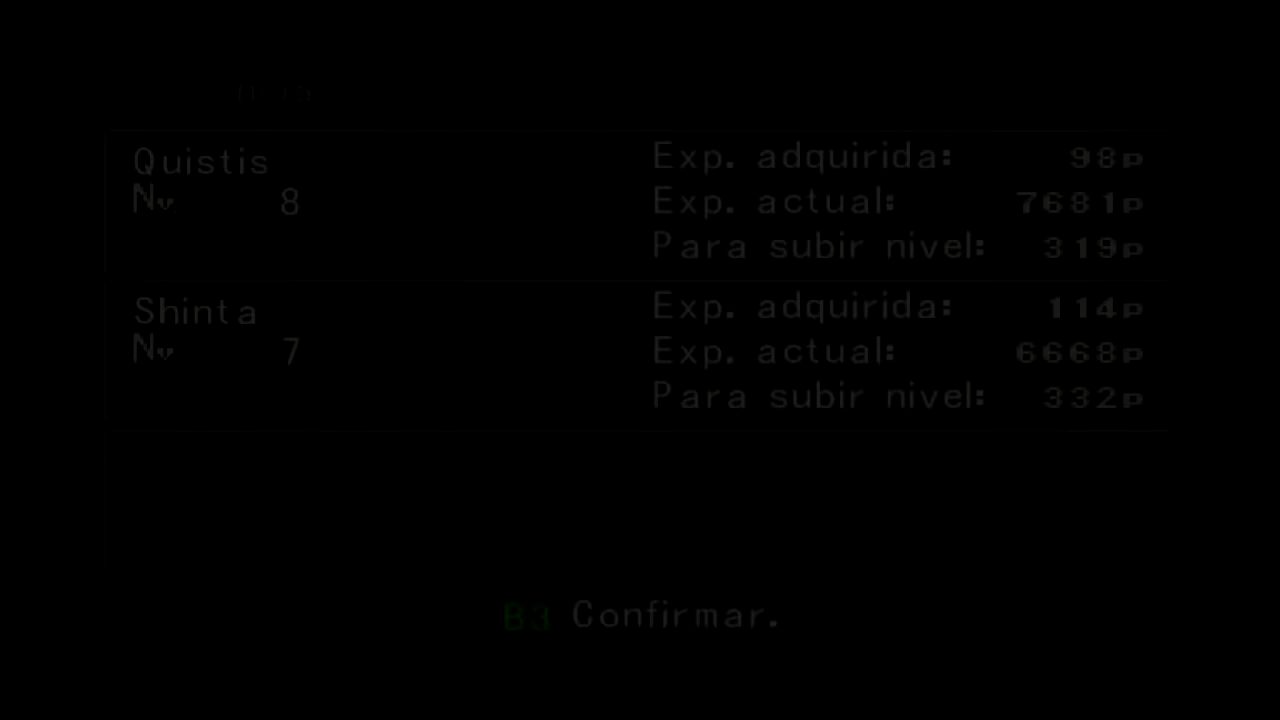 Quistis
Nv 8
Exp. adquirida: 98p
Exp. actual: 7681p
Para subir nivel: 319p
Shinta
Nv 7
Exp. adquirida: 114p
Exp. actual: 6668p
Para subir nivel: 332p
B3 Confirmar.